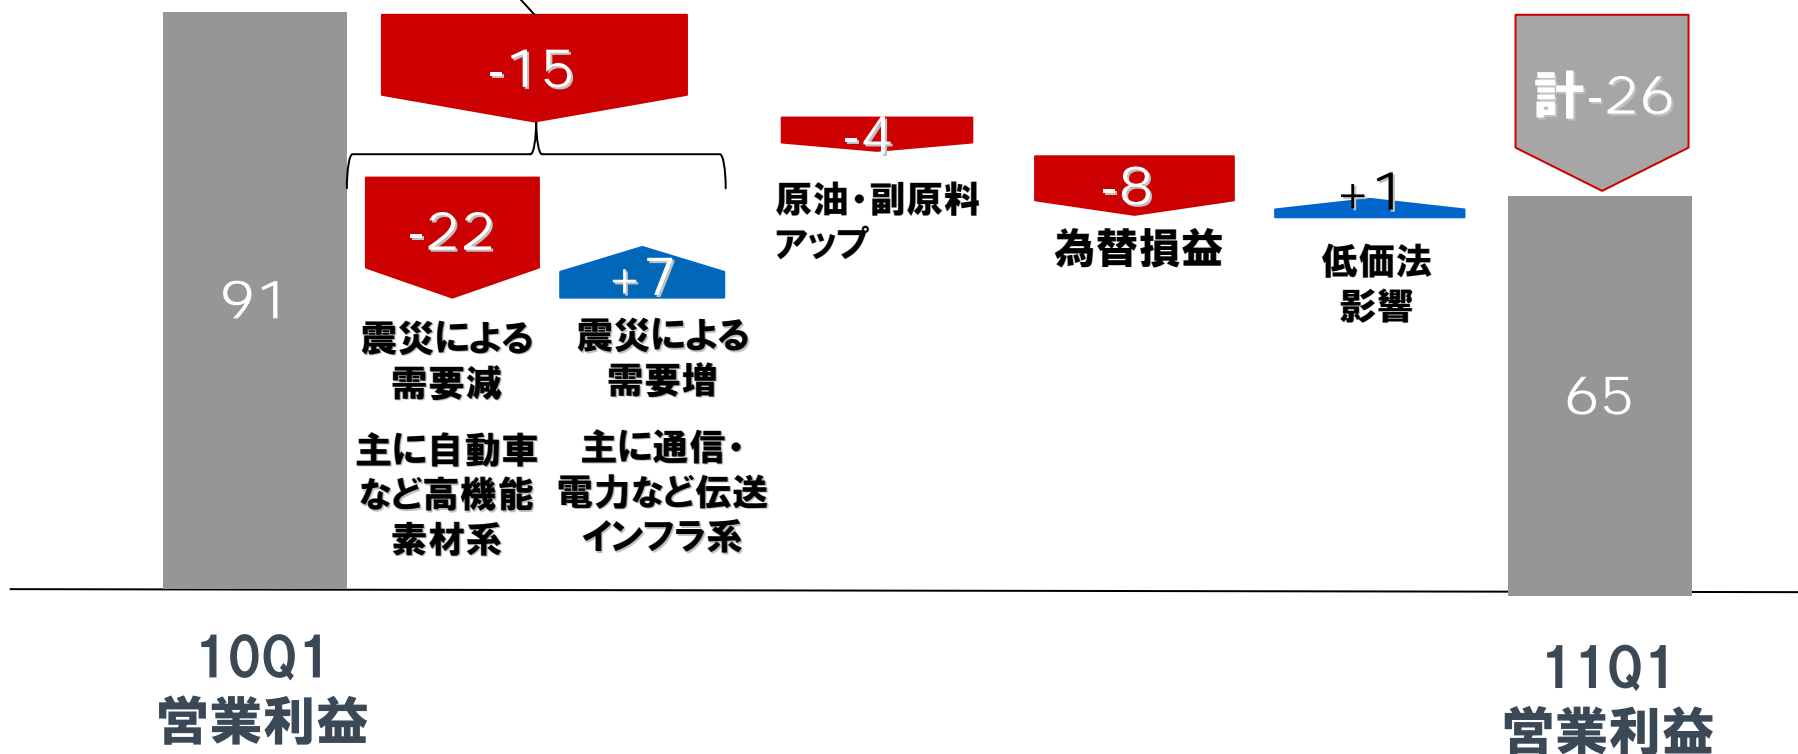 91
-15
-22
震災による
需要減
主に自動車
など高機能
素材系
+7
震災による
需要増
主に通信・
電力など伝送
インフラ系
-4
原油・副原料
アップ
-8
為替損益
+1
低価法
影響
計-26
65
10Q1
営業利益
11Q1
営業利益